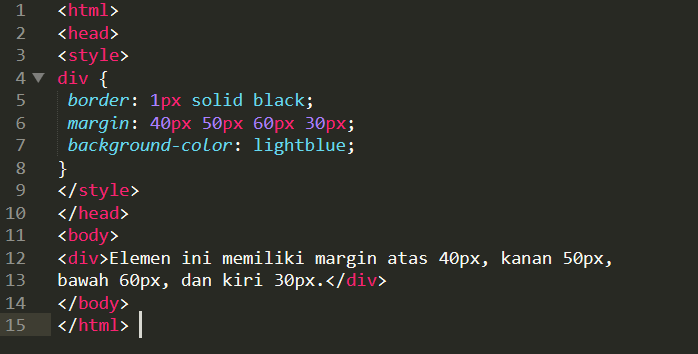 1 <html>
2 <head>
3 <style>
4 div {
5 border: 1px solid black;
6 margin: 40px 50px 60px 30px;
7 background-color: lightblue;
8 }
9 </style>
10 </head>
11 <body>
12 <div>Elemen ini memiliki margin atas 40px, kanan 50px,
13 bawah 60px, dan kiri 30px.</div>
14 </body>
15 </html>